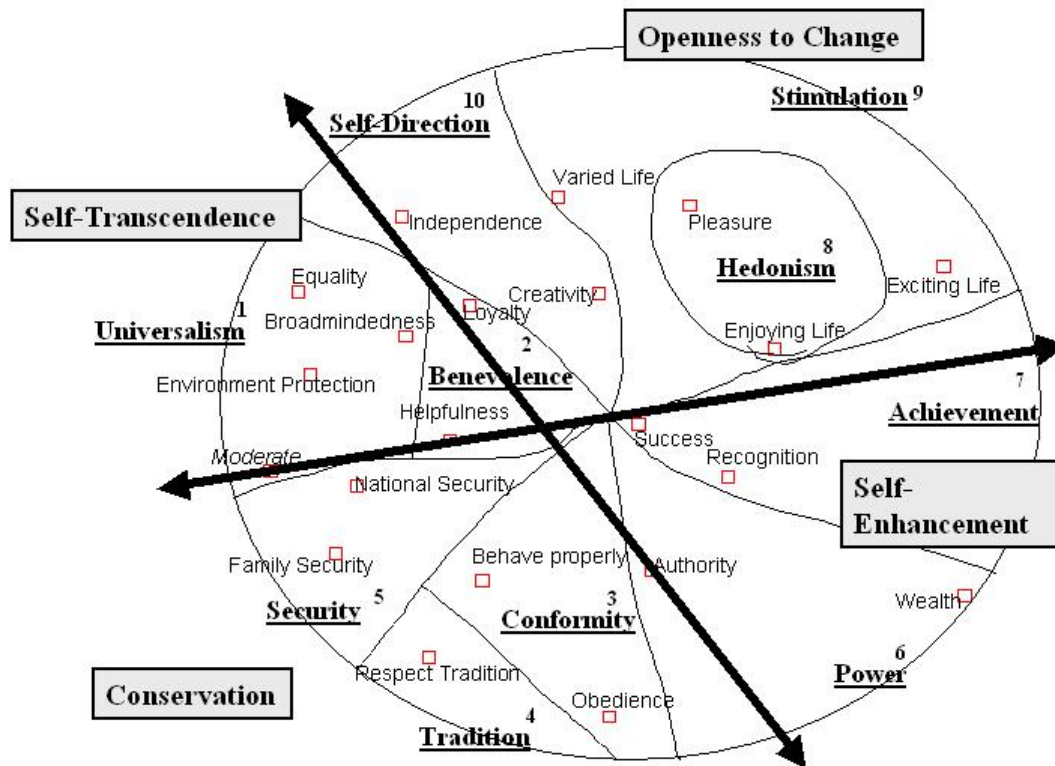 Openness to Change
Stimulation 9
10
Self-Direction
Varied Life
Self-Transcendence
Independence
Pleasure
8
Hedonism
Equality
Exciting Life
Creativity
1
Universalism
Loyalty
Broadmindedness
Enjoying Life
2
Benevolence
Environment Protection
7
Achievement
Helpfulness
Success
Moderate
Recognition
National Security
Self-
Enhancement
Behave properly
Family Security
Authority
Wealth
5
Security
3
Conformity
6
Power
Respect Tradition
Conservation
Obedience
4
Tradition